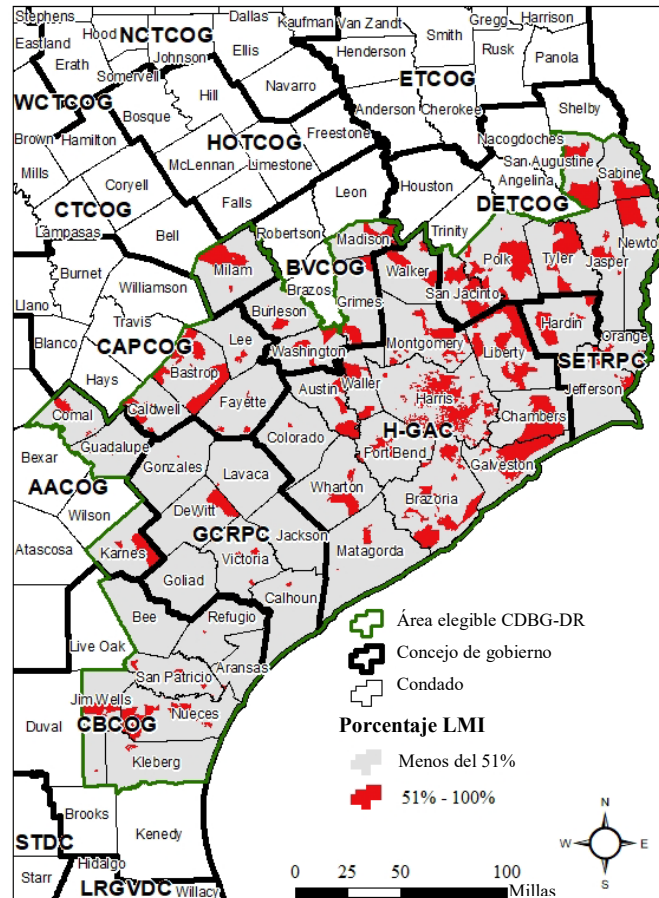 Stephens
Hood
NCTCOG
Dallas
Kaufman
Van Zandt
Smith
Gregg
Harrison
Eastland
Erath
Johnson
Ellis
Henderson
Rusk
Panola
Somervell
Navarro
ETCOG
WCTCOG
Hill
Bosque
Anderson
Cherokee
Shelby
Brown
Hamilton
HOTCOG
Freestone
Nacogdoches
McLennan
Limestone
San Augustine
Sabine
Mills
Coryell
Leon
Houston
Angelina
CTCOG
Falls
DETCOG
Lampasas
Bell
Robertson
Madison
Trinity
Newton
Burnet
Milam
BVCOG
Walker
Polk
Tyler
Jasper
Williamson
Brazos
Grimes
San Jacinto
Llano
Burleson
Travis
Hardin
Blanco
CAPCOG
Lee
Washington
Montgomery
Liberty
Orange
SETRPC
Hays
Bastrop
Austin
Waller
Jefferson
Comal
Caldwell
Fayette
Harris
Chambers
Guadalupe
Colorado
H-GAC
Bexar
Gonzales
Fort Bend
Galveston
AACOG
Lavaca
Wharton
Brazoria
Wilson
DeWitt
GCRPC
Jackson
Atascosa
Karnes
Victoria
Matagorda
Goliad
Calhoun
Bee
Refugio
Live Oak
Aransas
San Patricio
Jim Wells
Nueces
Duval
CBCOG
Kleberg
Brooks
Kenedy
STDC
Hidalgo
Starr
LRGVDC
Willacy
Área elegible CDBG-DR
Concejo de gobierno
Condado
Porcentaje LMI
Menos del 51%
51% - 100%
N
W
E
S
0 25 50 100
Millas